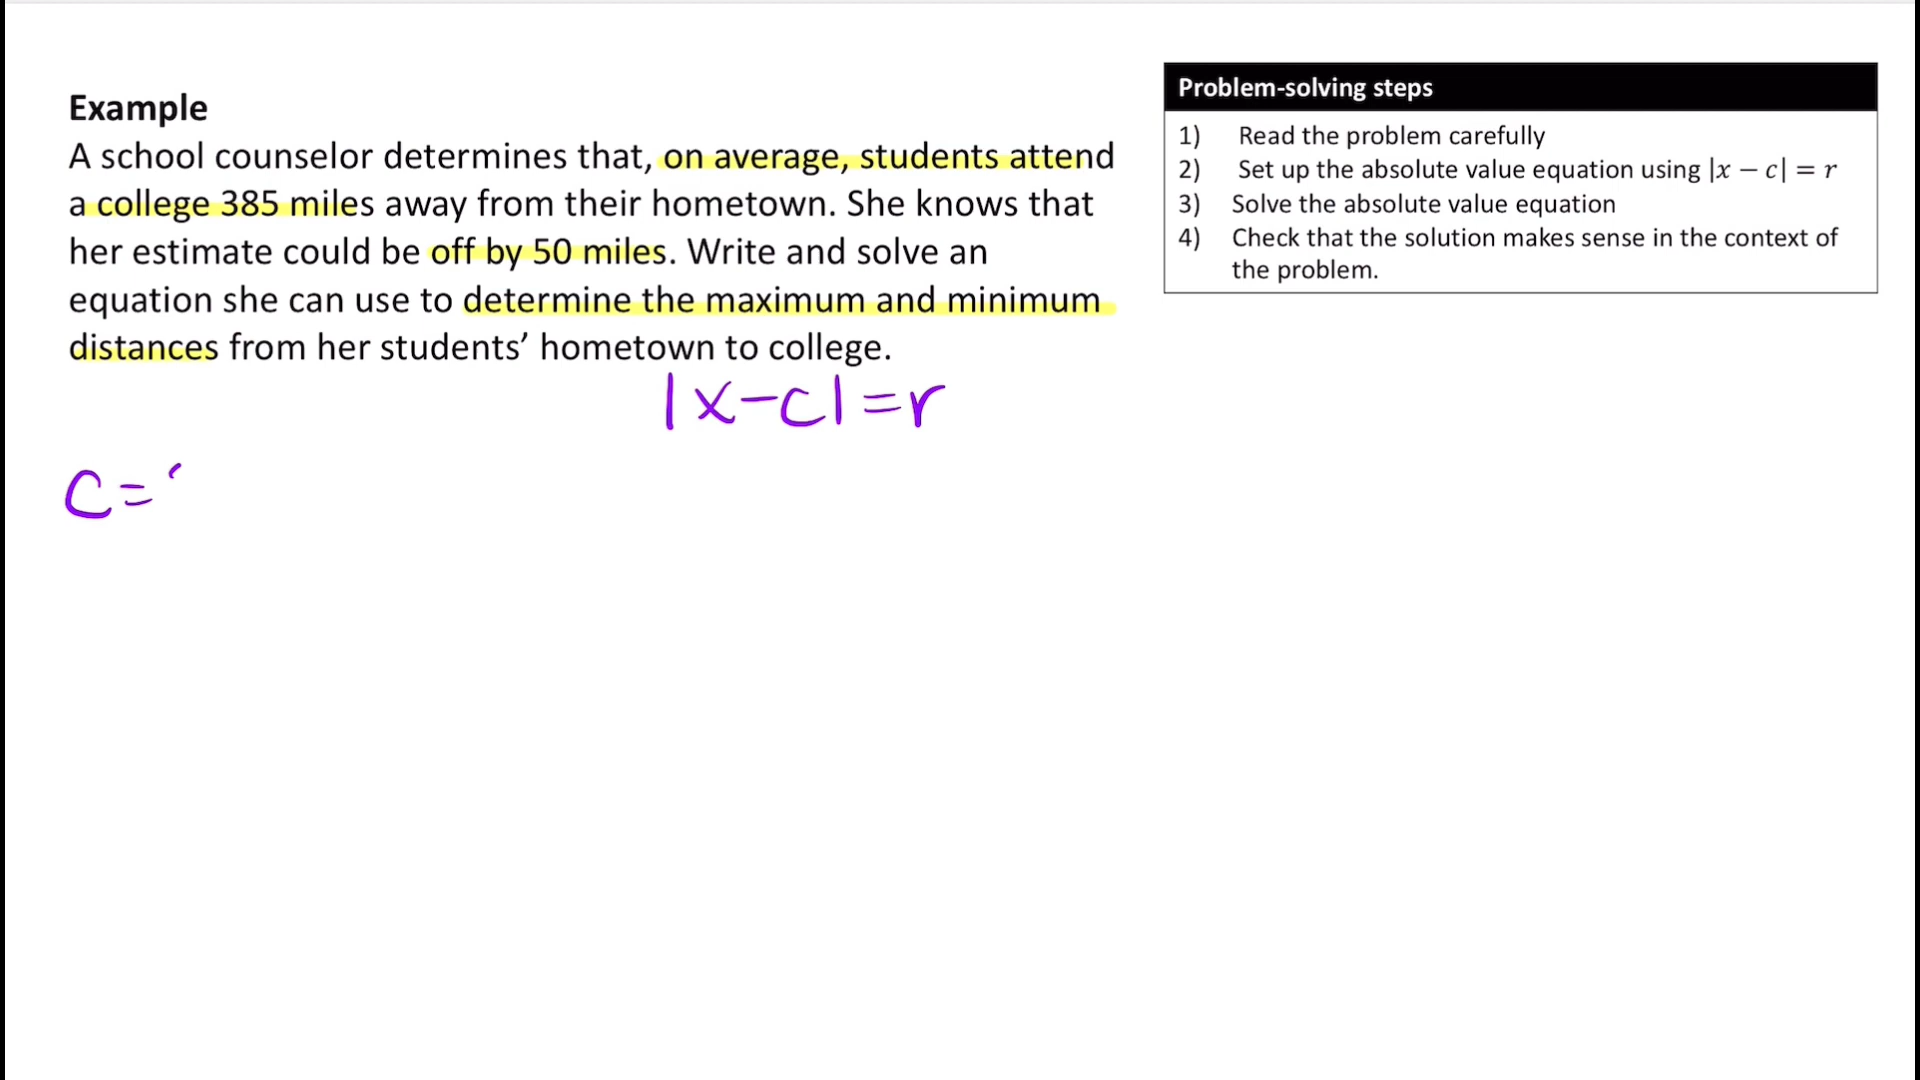 Example
A school counselor determines that, on average, students attend
a college 385 miles away from their hometown. She knows that
her estimate could be off by 50 miles. Write and solve an
equation she can use to determine the maximum and minimum
distances from her students’ hometown to college.
|x-c|=r
c=
Problem-solving steps
1) Read the problem carefully
2) Set up the absolute value equation using |x − c| = r
3) Solve the absolute value equation
4) Check that the solution makes sense in the context of
the problem.